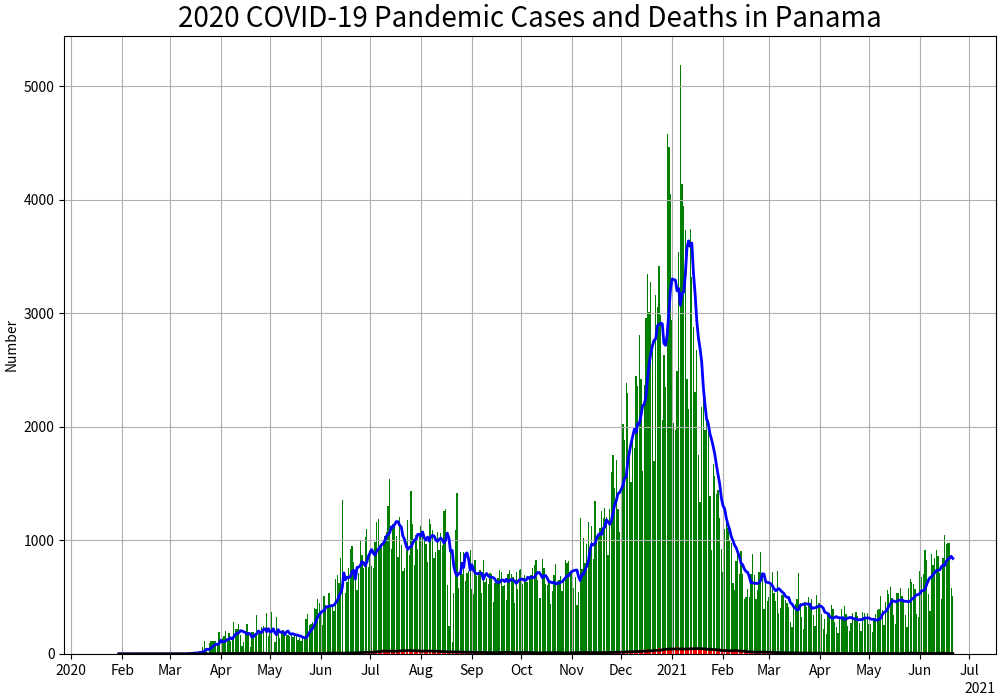 2020 COVID-19 Pandemic Cases and Deaths in Panama
Number
5000
4000
3000
2000
1000
0
2020 Feb Mar Apr May Jun Jul Aug Sep Oct Nov Dec 2021 Feb Mar Apr May Jun Jul
2021